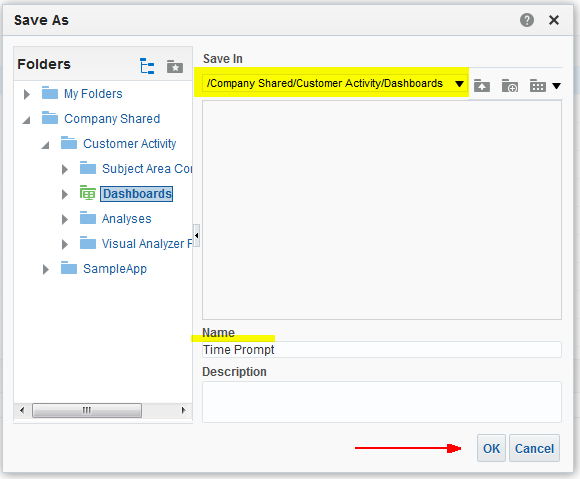 Save As
Folders
My Folders
Company Shared
Customer Activity
Subject Area Con
Dashboards
Analyses
Visual Analyzer P
SampleApp
Save In
/Company Shared/Customer Activity/Dashboards
Name
Time Prompt
Description
OK
Cancel